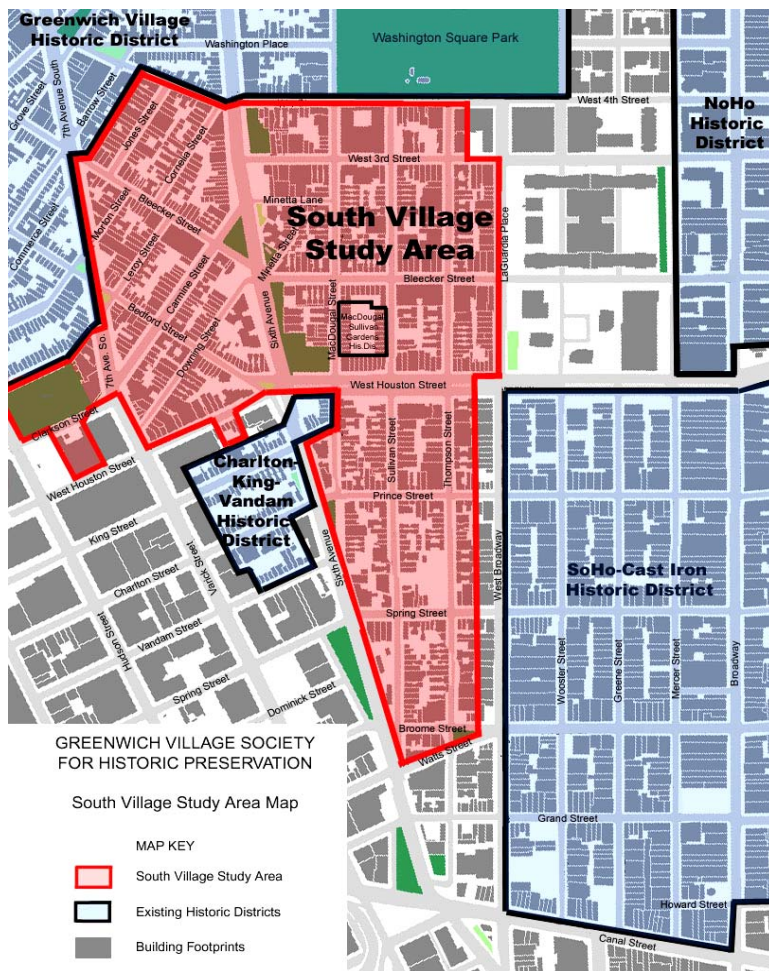 Greenwich Village
Historic District
Washington Place
Washington Square Park
Grove Street
7th Avenue South
Barrow Street
Jones Street
Cornelia Street
West 4th Street
NoHo
Historic
District
West 3rd Street
Bleecker Street
Morton Street
Minetta Lane
South Village
Study Area
Commerce Street
Leroy Street
Carmine Street
Minetta Street
LaGuardia Place
Bleecker Street
Bedford Street
Downing Street
Sixth Avenue
MacDougal Street
MacDougal
Sullivan
Gardens
His.Dis.
7th Ave. So.
West Houston Street
Clarkson Street
West Houston Street
Charlton-
King-
Vandam
Historic
District
Sullivan Street
Thompson Street
Prince Street
King Street
Charlton Street
Varick Street
Sixth Avenue
West Broadway
SoHo-Cast Iron
Historic District
Hudson Street
Vandam Street
Spring Street
Spring Street
Wooster Street
Greene Street
Mercer Street
Broadway
Dominick Street
Broome Street
Watts Street
Grand Street
Howard Street
Canal Street
GREENWICH VILLAGE SOCIETY
FOR HISTORIC PRESERVATION
South Village Study Area Map
MAP KEY
South Village Study Area
Existing Historic Districts
Building Footprints